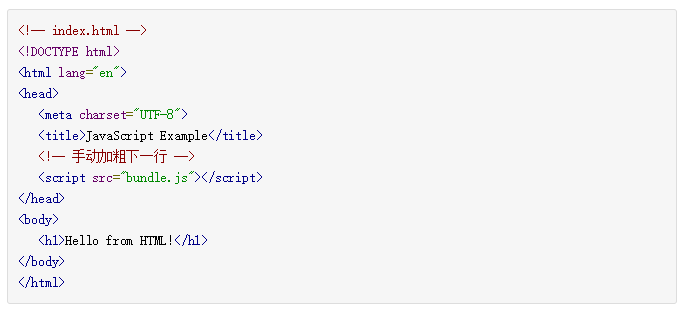 <!-- index.html -->
<!DOCTYPE html>
<html lang="en">
<head>
<meta charset="UTF-8">
<title>JavaScript Example</title>
<!-- 手动加粗下一行 -->
<script src="bundle.js"></script>
</head>
<body>
<h1>Hello from HTML!</h1>
</body>
</html>